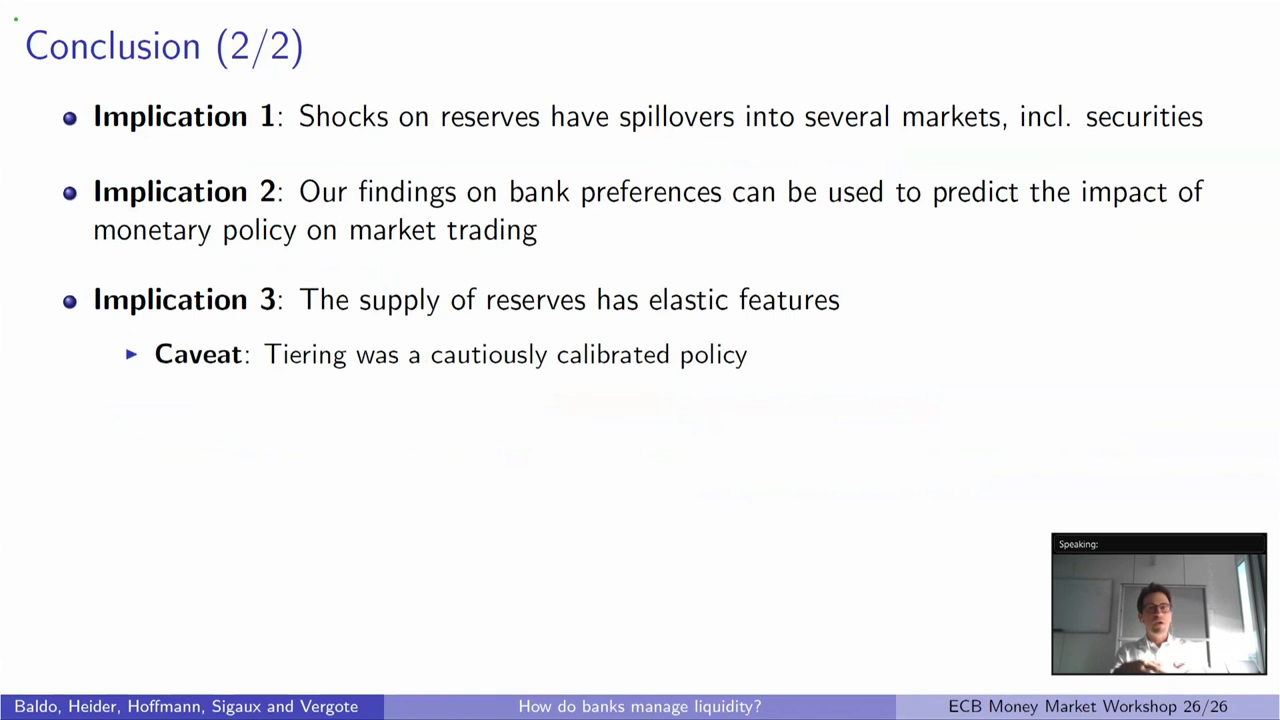 Conclusion (2/2)
Implication 1: Shocks on reserves have spillovers into several markets, incl. securities
Implication 2: Our findings on bank preferences can be used to predict the impact of
monetary policy on market trading
Implication 3: The supply of reserves has elastic features
Caveat: Tiering was a cautiously calibrated policy
Speaking:
Baldo, Heider, Hoffmann, Sigaux and Vergote
How do banks manage liquidity?
ECB Money Market Workshop 26/26